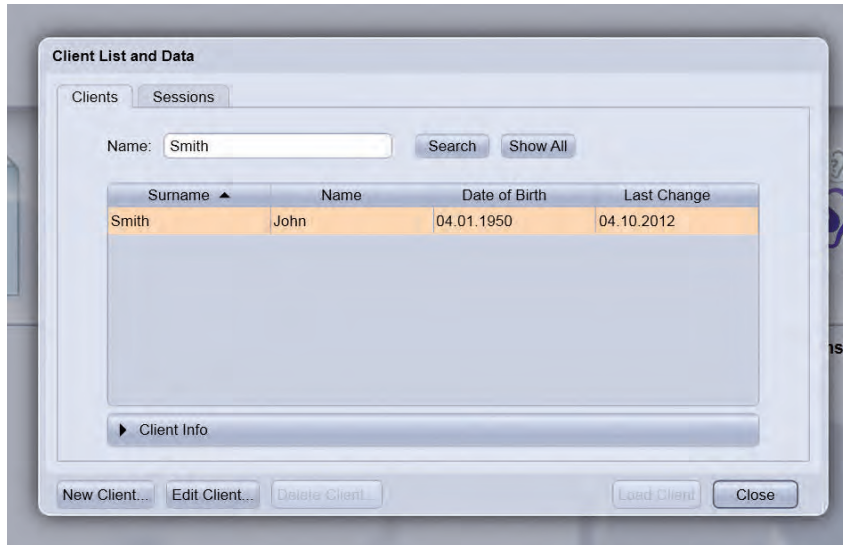 Client List and Data
Clients Sessions
Name: Smith Search Show All
Surname ▲ Name Date of Birth Last Change
Smith John 04.01.1950 04.10.2012
Client Info
New Client... Edit Client... Delete Client... Load Client Close